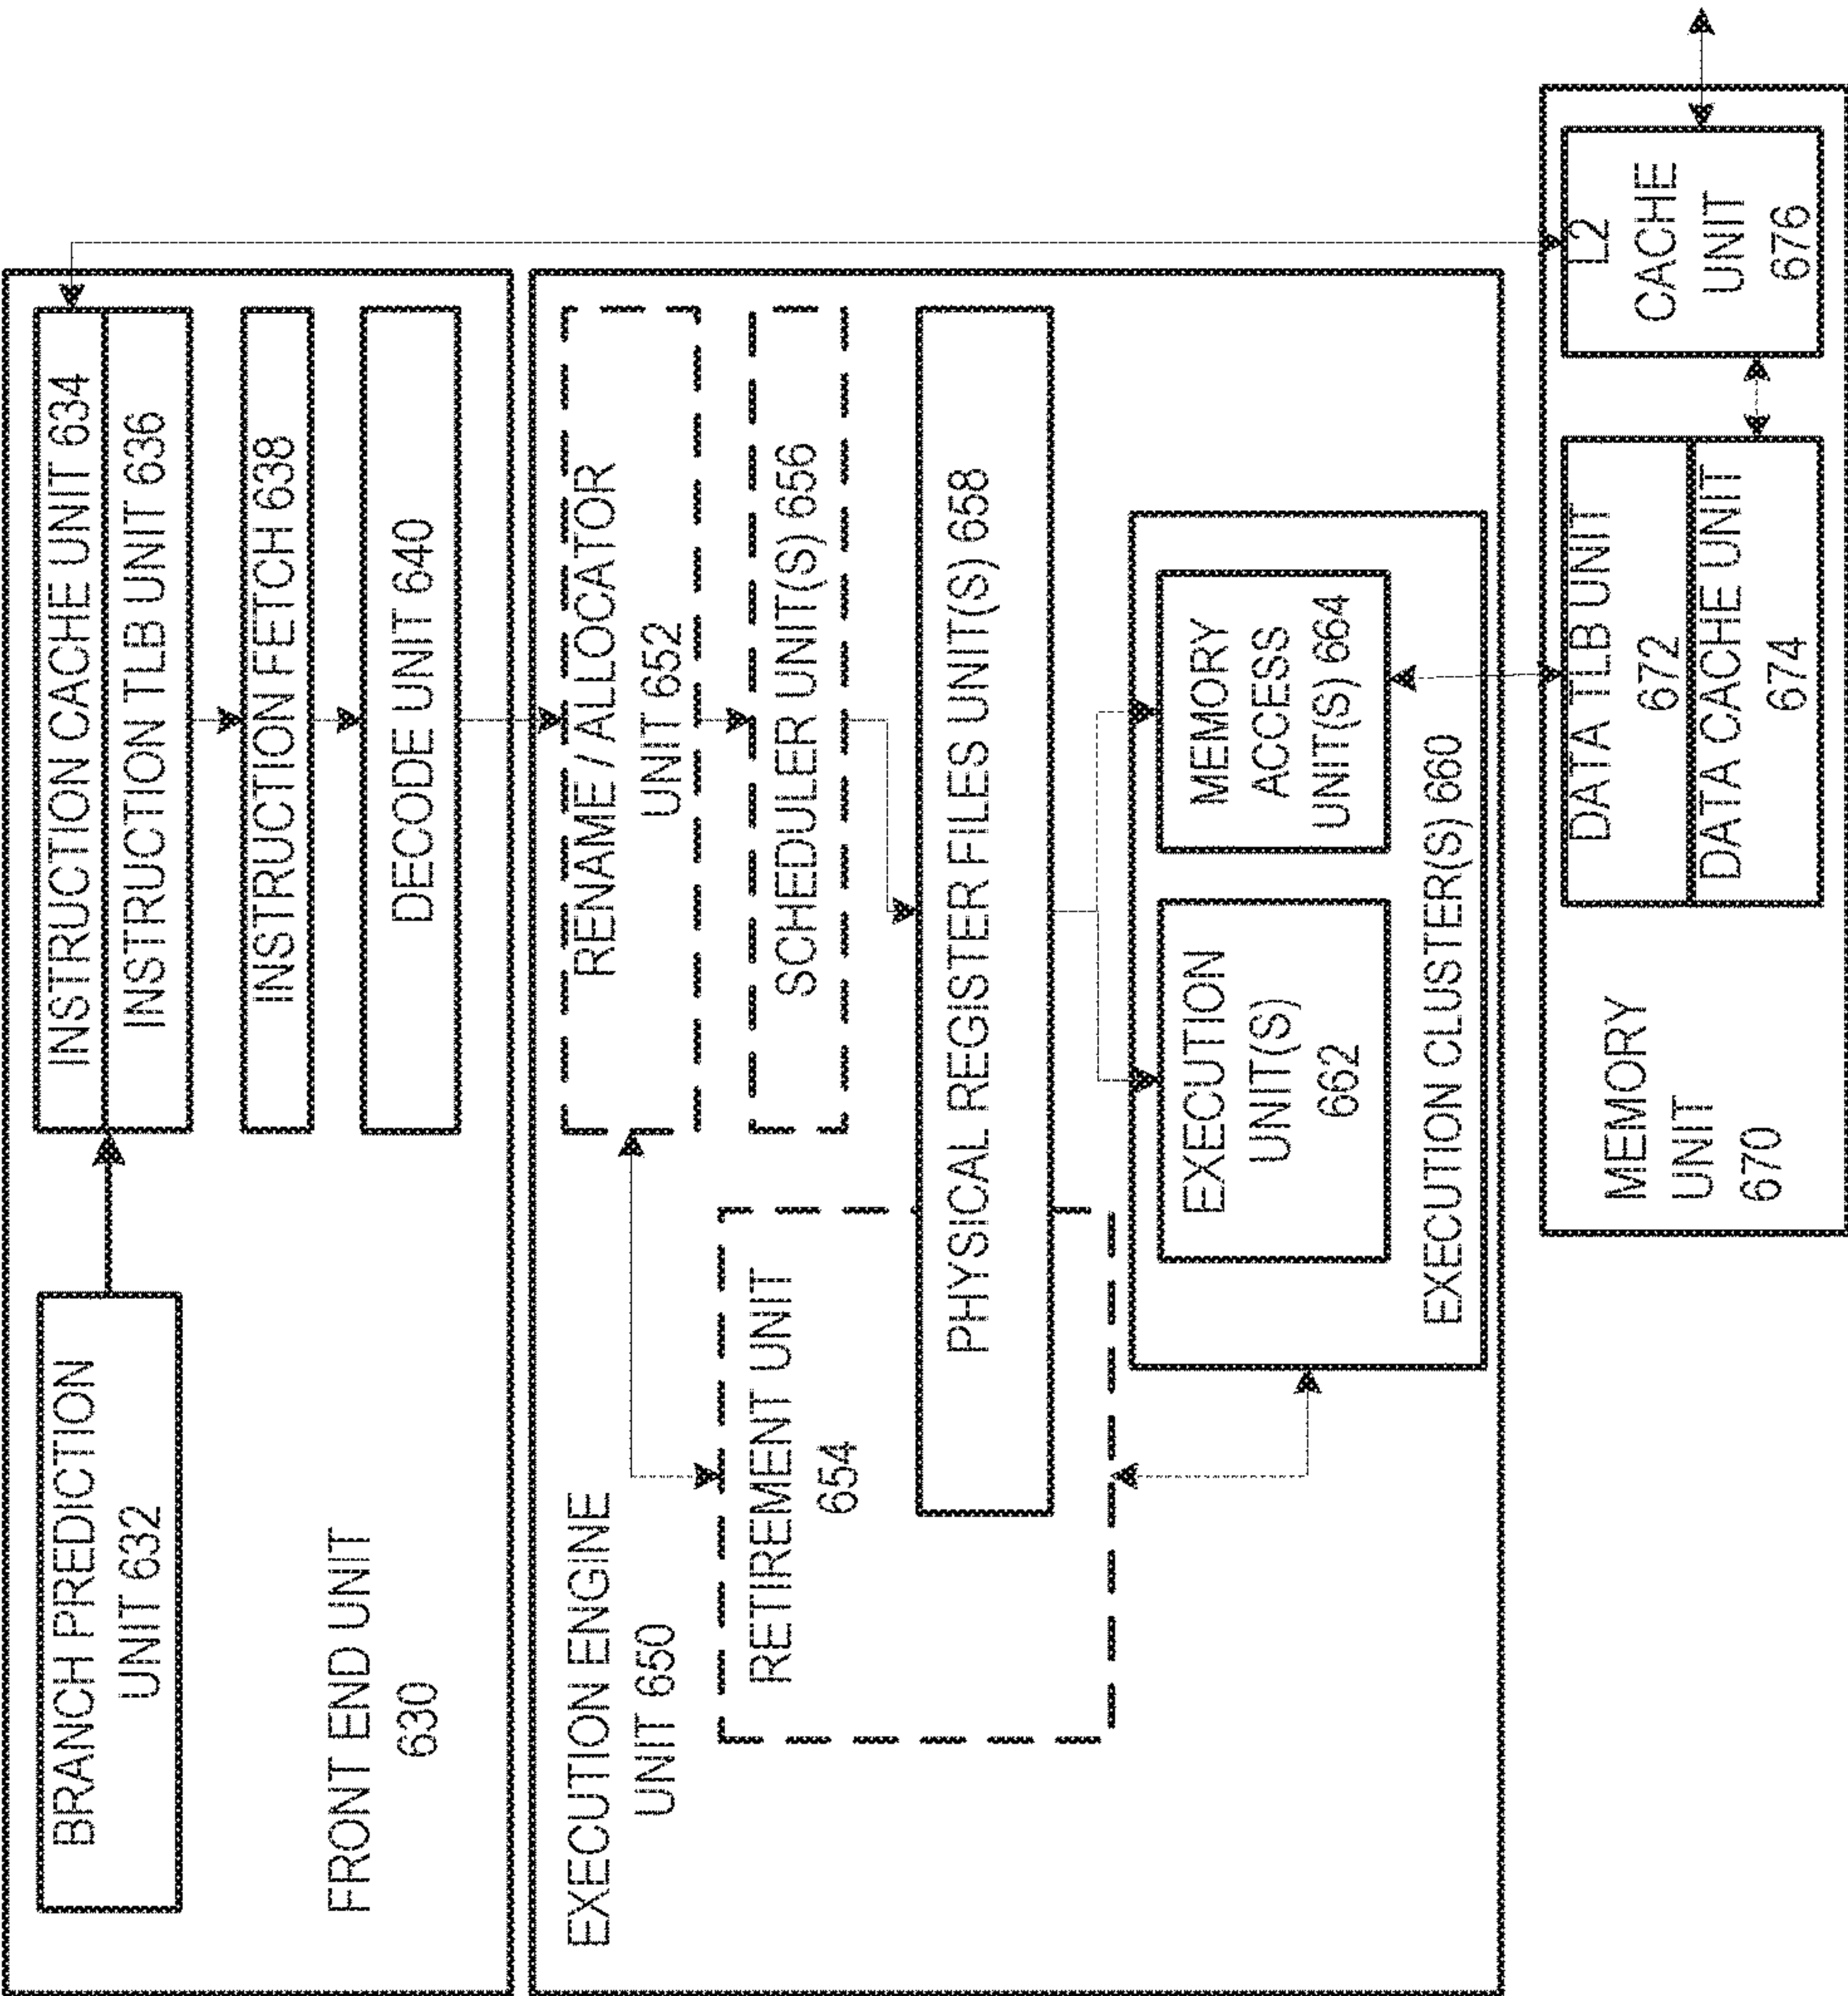 BRANCH PREDICTION
UNIT 632
INSTRUCTION CACHE UNIT 634
INSTRUCTION TLB UNIT 636
INSTRUCTION FETCH 638
DECODE UNIT 640
FRONT END UNIT
630
EXECUTION ENGINE
UNIT 650
RENAME / ALLOCATOR
UNIT 652
SCHEDULER UNIT(S) 656
RETIREMENT UNIT
654
PHYSICAL REGISTER FILES UNIT(S) 658
EXECUTION
UNIT(S)
662
MEMORY
ACCESS
UNIT(S) 664
EXECUTION CLUSTER(S) 660
MEMORY
UNIT
670
DATA TLB UNIT
672
DATA CACHE UNIT
674
L2
CACHE
UNIT
676